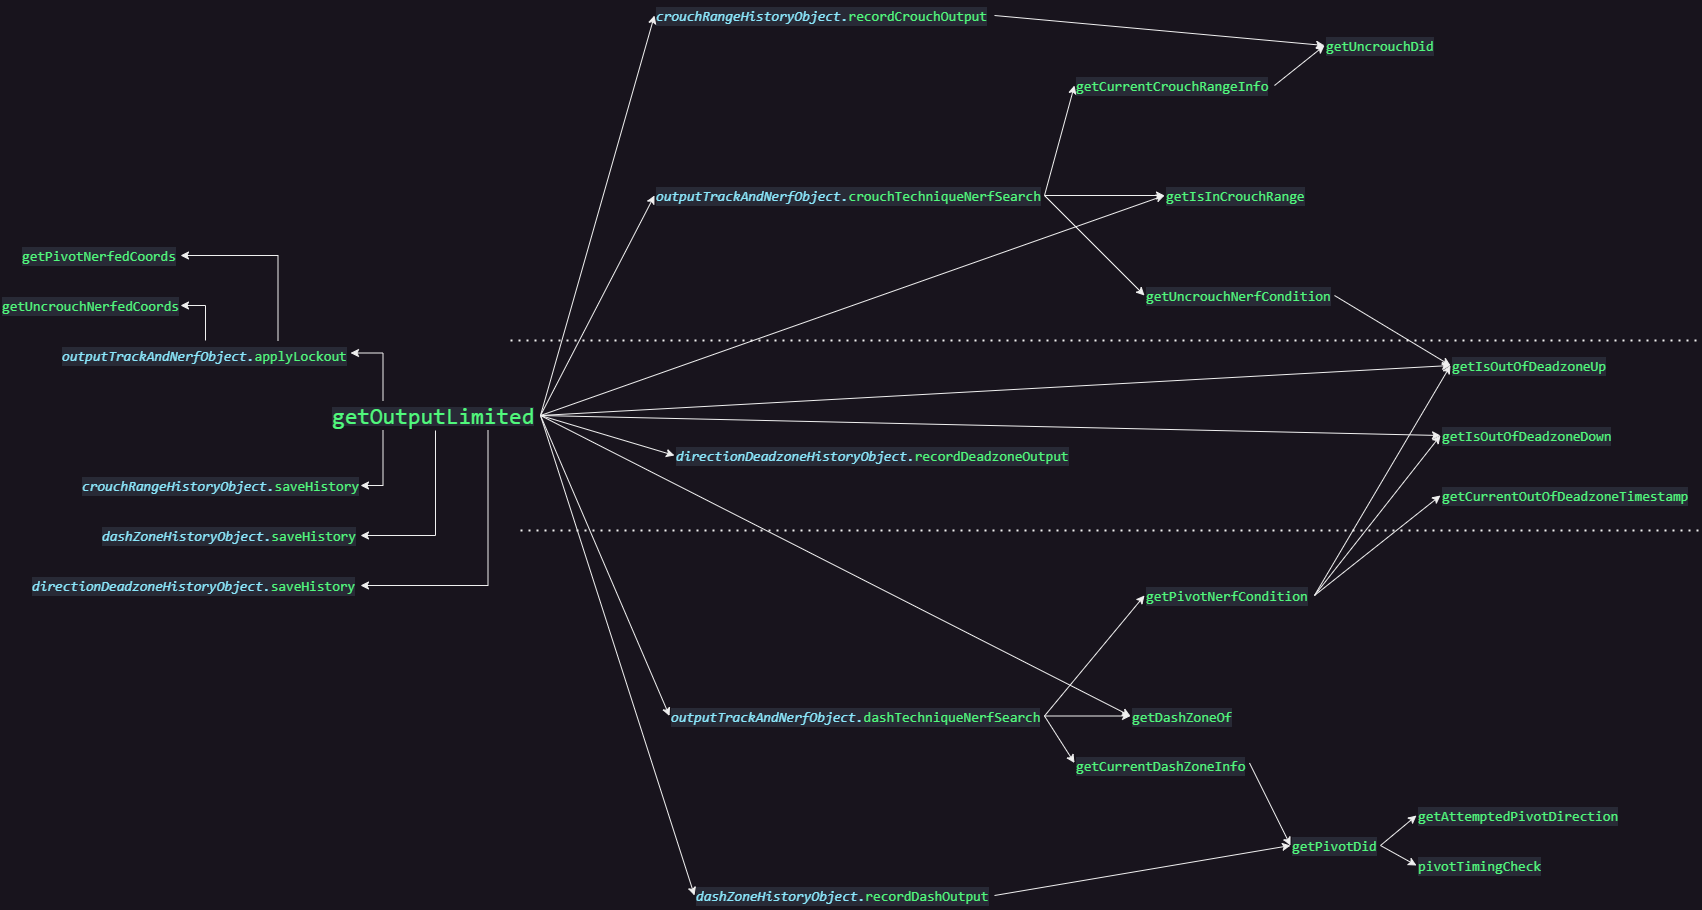 crouchRangeHistoryObject.recordCrouchOutput
getUncrouchDid
getCurrentCrouchRangeInfo
outputTrackAndNerfObject.crouchTechniqueNerfSearch
getIsInCrouchRange
getPivotNerfedCoords
getUncrouchNerfCondition
getUncrouchNerfedCoords
outputTrackAndNerfObject.applyLockout
getIsOutOfDeadzoneUp
getOutputLimited
getIsOutOfDeadzoneDown
directionDeadzoneHistoryObject.recordDeadzoneOutput
crouchRangeHistoryObject.saveHistory
getCurrentOutOfDeadzoneTimestamp
dashZoneHistoryObject.saveHistory
directionDeadzoneHistoryObject.saveHistory
getPivotNerfCondition
outputTrackAndNerfObject.dashTechniqueNerfSearch
getDashZoneOf
getCurrentDashZoneInfo
getAttemptedPivotDirection
getPivotDid
pivotTimingCheck
dashZoneHistoryObject.recordDashOutput